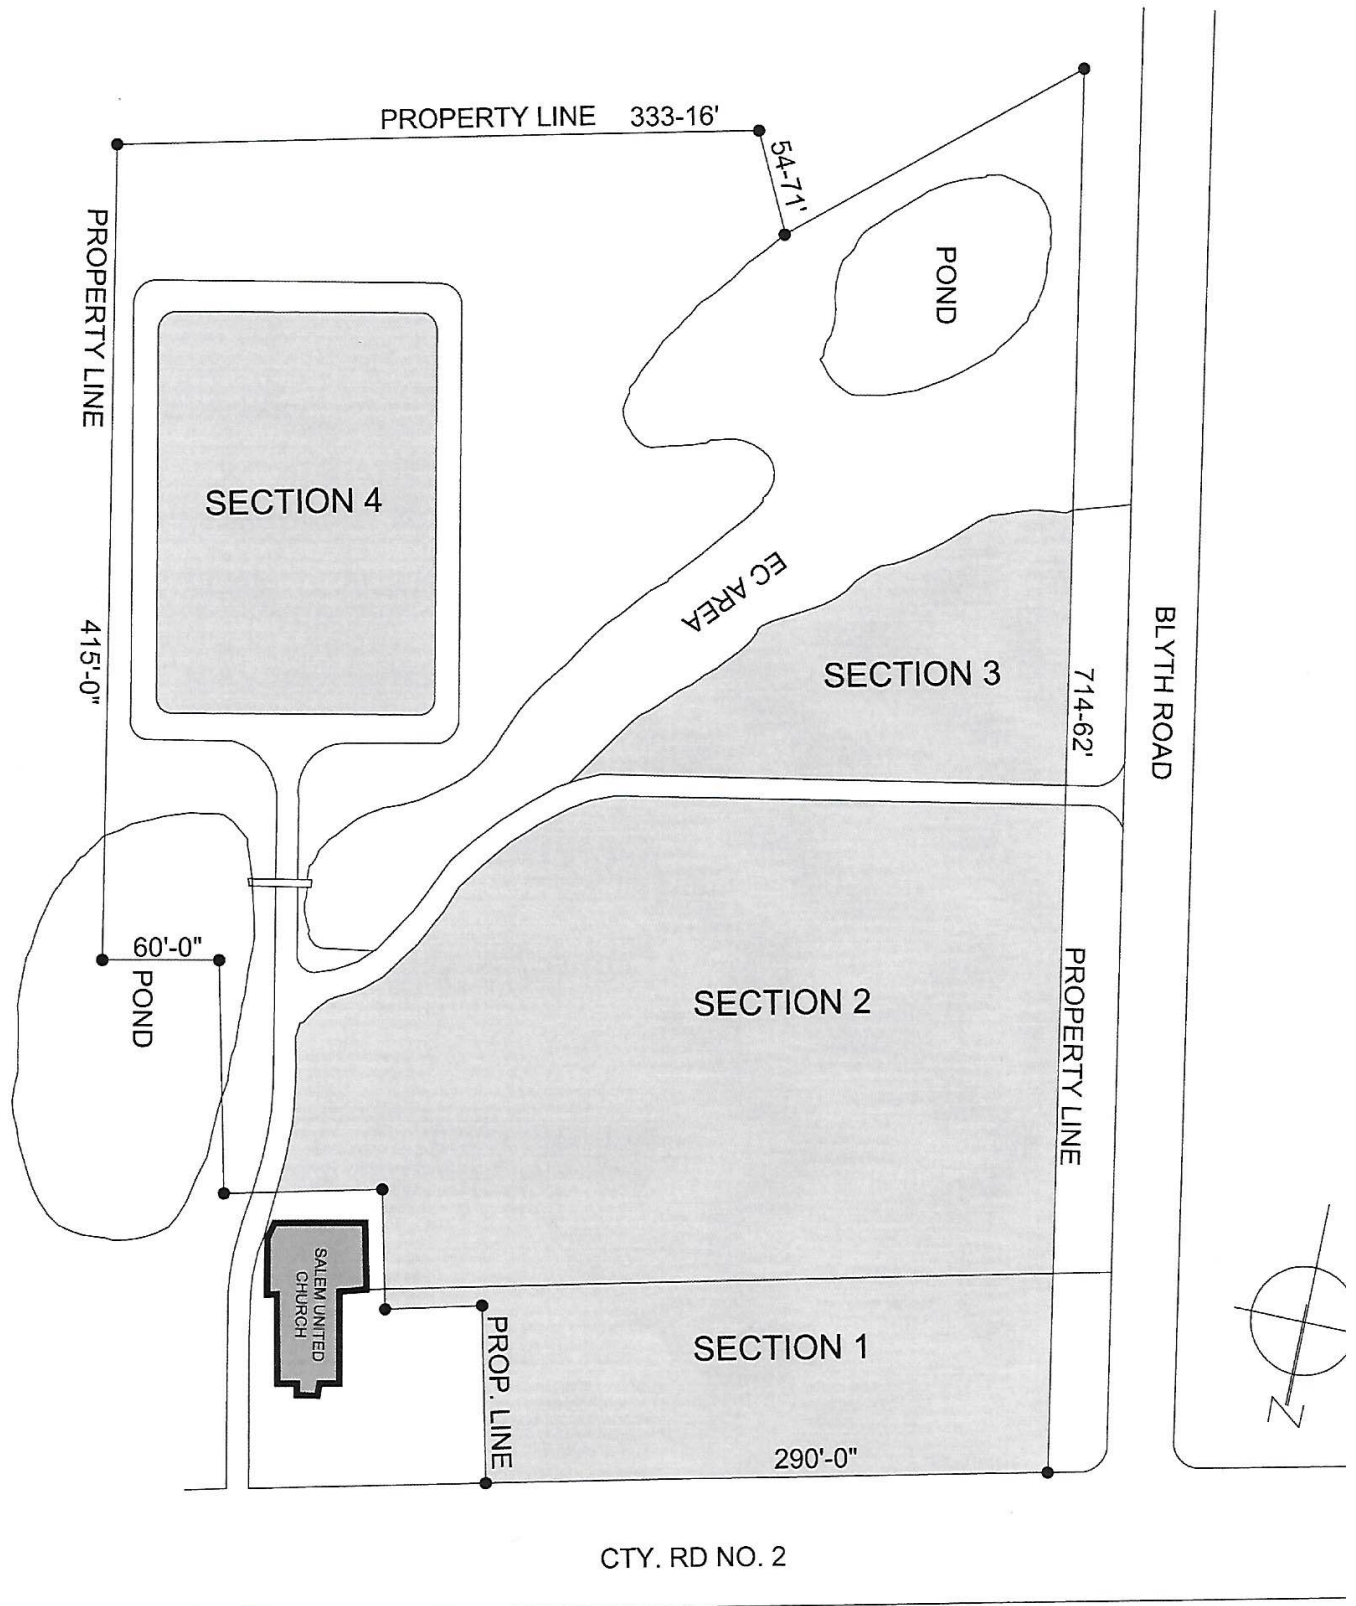 PROPERTY LINE 333-16'
54-71'
POND
PROPERTY LINE
415'-0"
SECTION 4
EC AREA
SECTION 3
714-62'
BLYTH ROAD
60'-0"
POND
SECTION 2
PROPERTY LINE
SALEM UNITED
CHURCH
PROP. LINE
SECTION 1
290'-0"
N
CTY. RD NO. 2